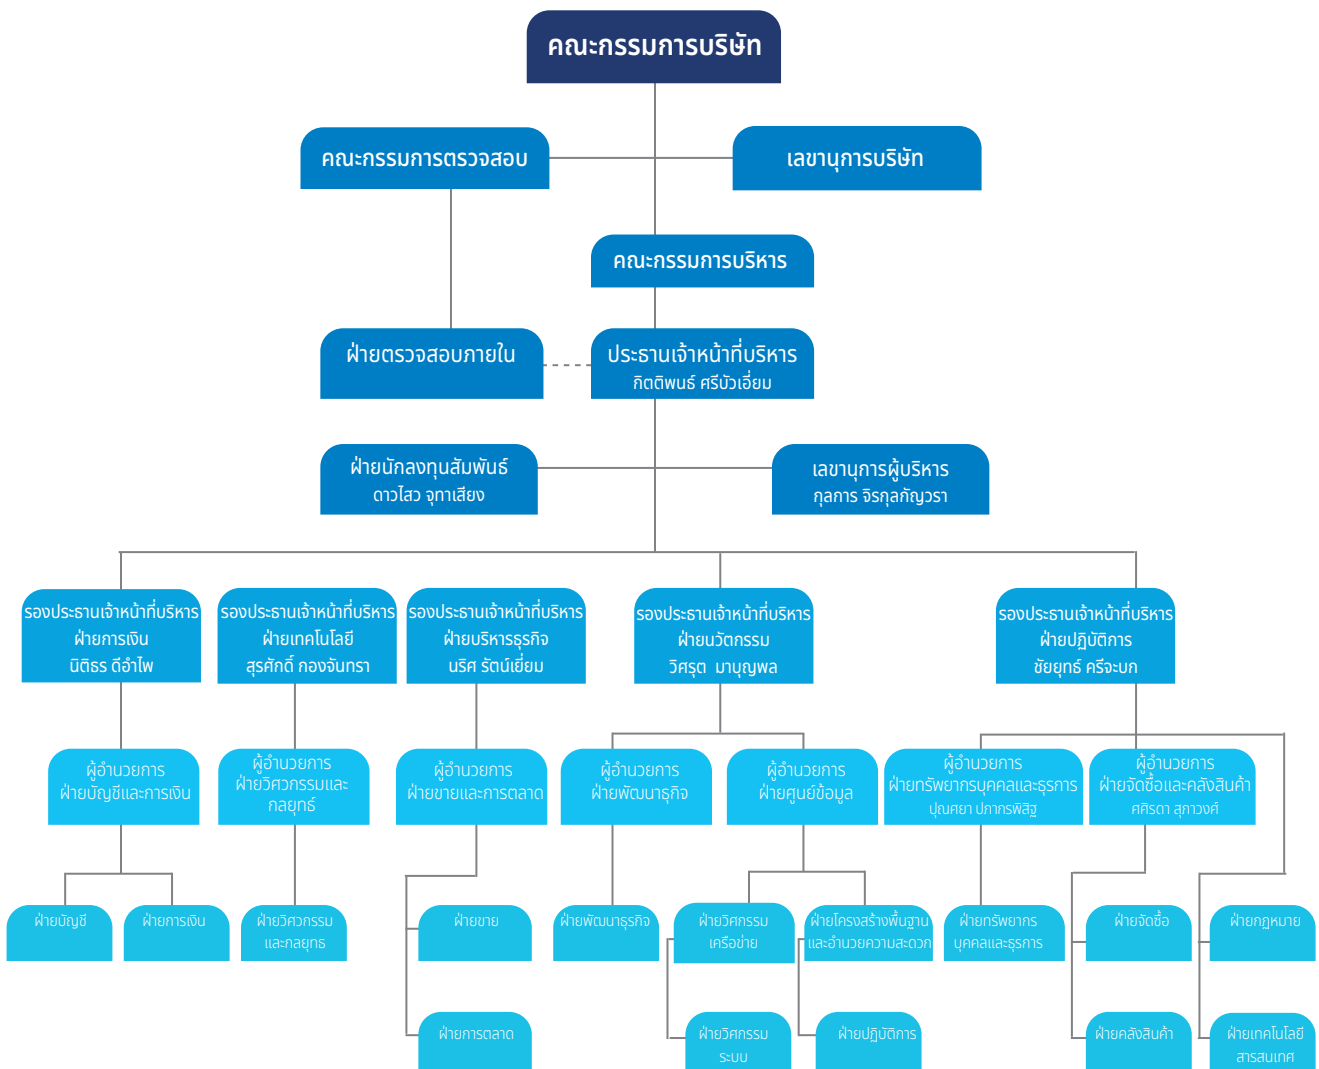 คณะกรรมการบริษัท
คณะกรรมการตรวจสอบ
เลขานุการบริษัท
คณะกรรมการบริหาร
ฝ่ายตรวจสอบภายใน
ประธานเจ้าหน้าที่บริหาร
กิตติพนธ์ ศรีบัวเอี่ยม
ฝ่ายนักลงทุนสัมพันธ์
ดาวไสว จุทาเสียง
เลขานุการผู้บริหาร
กุลการ จิรกุลกัญวรา
รองประธานเจ้าหน้าที่บริหาร
ฝ่ายการเงิน
นิติธร ดีอำไพ
รองประธานเจ้าหน้าที่บริหาร
ฝ่ายเทคโนโลยี
สุรศักดิ์ กองจันทรา
รองประธานเจ้าหน้าที่บริหาร
ฝ่ายบริหารธุรกิจ
นริศ รัตน์เยี่ยม
รองประธานเจ้าหน้าที่บริหาร
ฝ่ายนวัตกรรม
วิศรุต มาบุญพล
รองประธานเจ้าหน้าที่บริหาร
ฝ่ายปฏิบัติการ
ชัยยุทธ์ ครีจะบก
ผู้อำนวยการ
ฝ่ายบัญชีและการเงิน
ผู้อำนวยการ
ฝ่ายวิศวกรรมและ
กลยุทธ์
ผู้อำนวยการ
ฝ่ายขายและการตลาด
ผู้อำนวยการ
ฝ่ายพัฒนาธุรกิจ
ผู้อำนวยการ
ฝ่ายศูนย์ข้อมูล
ผู้อำนวยการ
ฝ่ายทรัพยากรบุคคลและธุรการ
ปุณศยา ปภากรพิสิฐ
ผู้อำนวยการ
ฝ่ายจัดซื้อและคลังสินค้า
ศศิรดา สุภาวงศ์
ฝ่ายบัญชี
ฝ่ายการเงิน
ฝ่ายวิศวกรรม
และกลยุทธ
ฝ่ายขาย
ฝ่ายพัฒนาธุรกิจ
ฝ่ายวิศกรรม
เครือข่าย
ฝ่ายโครงสร้างพื้นฐาน
และอำนวยความสะดวก
ฝ่ายทรัพยากร
บุคคลและธุรการ
ฝ่ายจัดซื้อ
ฝ่ายกฎหมาย
ฝ่ายการตลาด
ฝ่ายวิศกรรม
ระบบ
ฝ่ายปฏิบัติการ
ฝ่ายคลังสินค้า
ฝ่ายเทคโนโลยี
สารสนเทศ